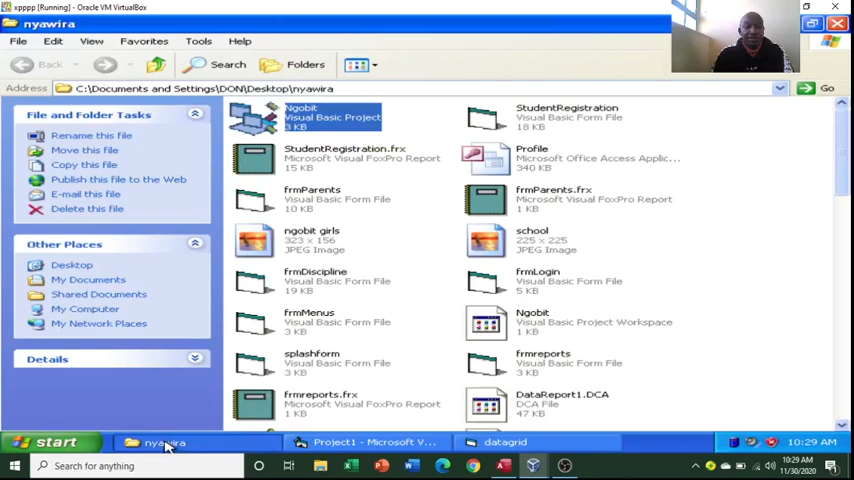 xpppp [Running] - Oracle VM VirtualBox
nyawira
File Edit View Favorites Tools Help
Back Search Folders
Address C:\Documents and Settings\DON\Desktop\nyawira Go
File and Folder Tasks
Rename this file
Move this file
Copy this file
Publish this file to the Web
E-mail this file
Delete this file
Other Places
Desktop
My Documents
Shared Documents
My Computer
My Network Places
Details
Ngobit
Visual Basic Project
3 KB
StudentRegistration
Visual Basic Form File
18 KB
StudentRegistration.frx
Microsoft Visual FoxPro Report
15 KB
Profile
Microsoft Office Access Applic...
340 KB
frmParents
Visual Basic Form File
10 KB
frmParents.frx
Microsoft Visual FoxPro Report
1 KB
ngobit girls
323 x 156
JPEG Image
school
225 x 225
JPEG Image
frmDiscipline
Visual Basic Form File
19 KB
frmLogin
Visual Basic Form File
5 KB
frmMenus
Visual Basic Form File
3 KB
Ngobit
Visual Basic Project Workspace
1 KB
splashform
Visual Basic Form File
3 KB
frmreports
Visual Basic Form File
7 KB
frmreports.frx
Microsoft Visual FoxPro Report
1 KB
DataReport1.DCA
DCA File
47 KB
start nyawira Project1 - Microsoft V... datagrid 10:29 AM
Search for anything
10:29 AM
11/30/2020